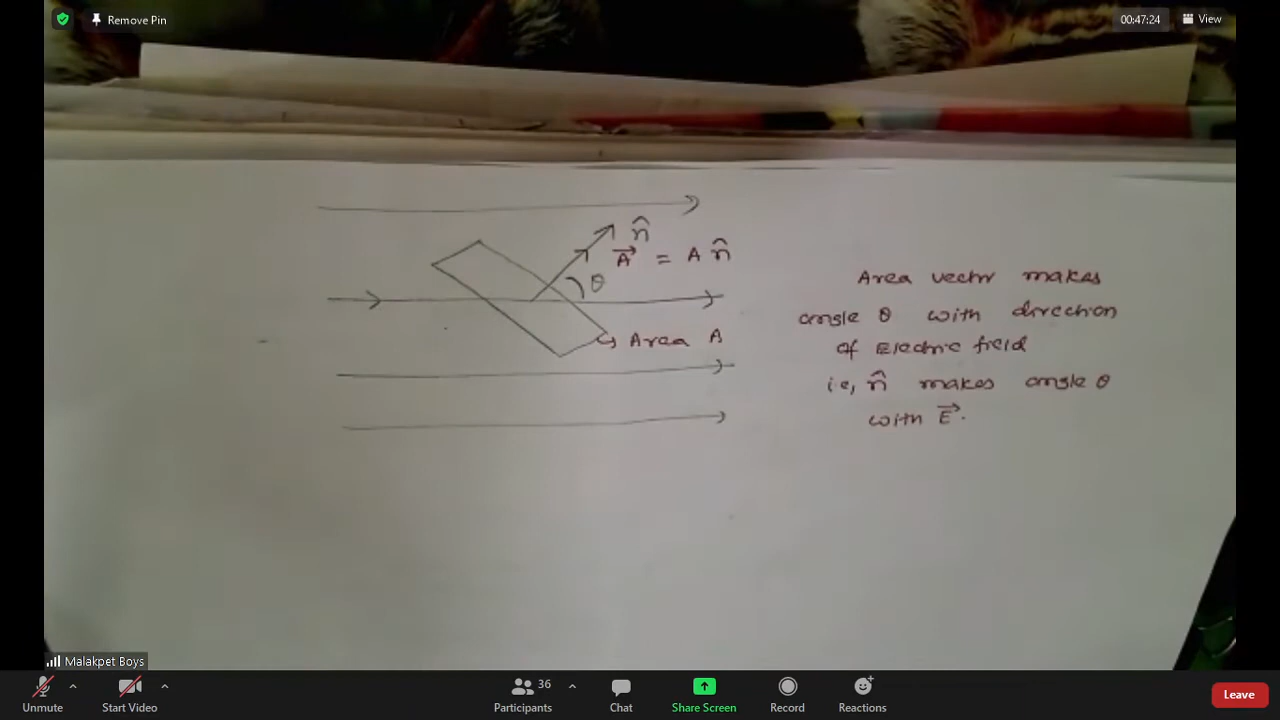 Remove Pin
00:47:24
View
n̂
A⃗ = A n̂
θ
Area A
Area vector makes
angle θ with direction
of Electric field
i.e, n̂ makes angle θ
with E⃗.
Malakpet Boys
Unmute
Start Video
36
Participants
Chat
Share Screen
Record
Reactions
Leave